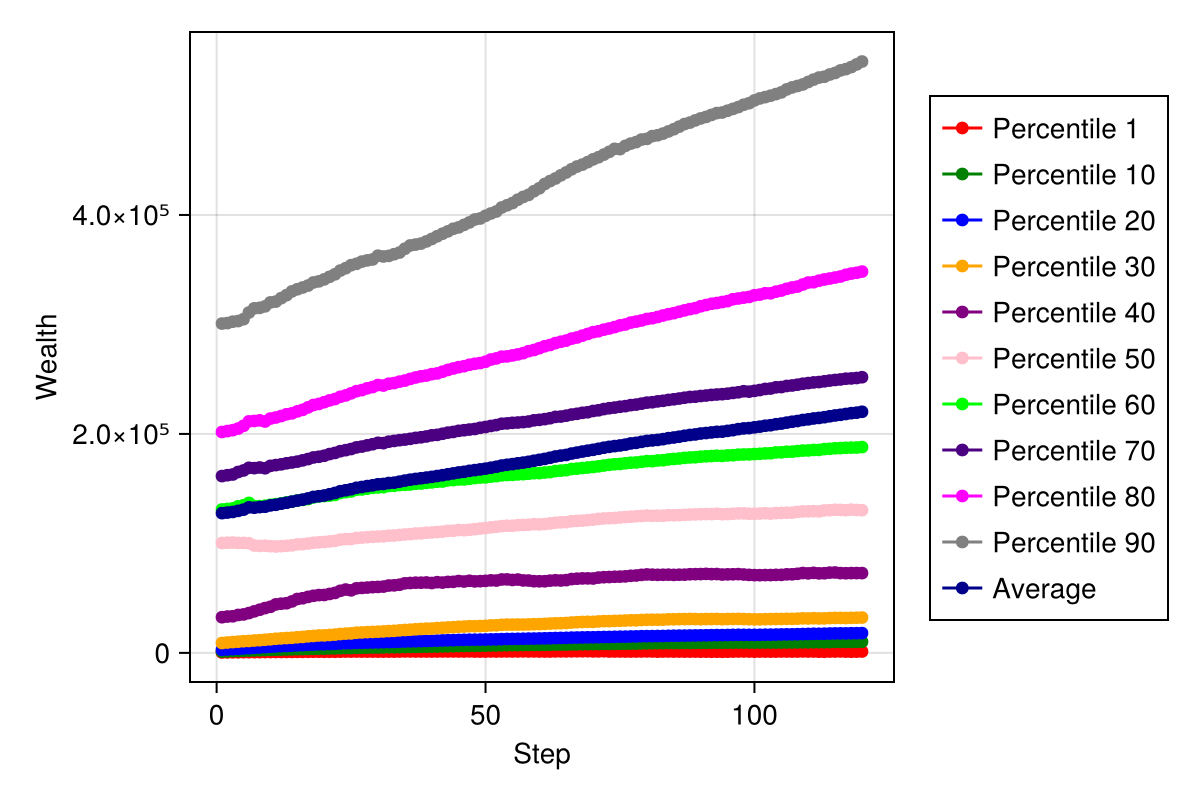 4.0×10⁵
2.0×10⁵
0
Wealth
0 50 100
Step
Percentile 1
Percentile 10
Percentile 20
Percentile 30
Percentile 40
Percentile 50
Percentile 60
Percentile 70
Percentile 80
Percentile 90
Average